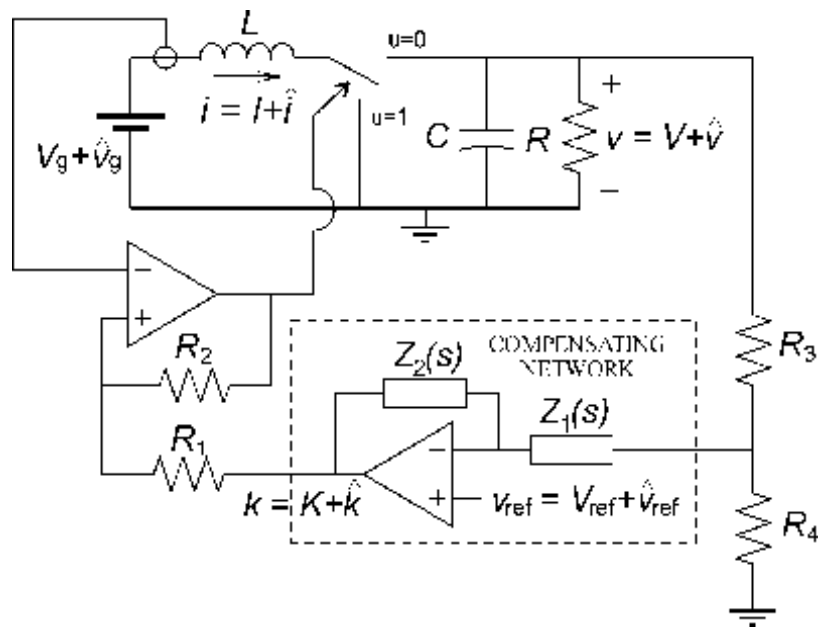 L
u=0
i = I+î
u=1
V_g+v̂_g
C
R
+
v = V+v̂
−
−
+
R_2
R_1
COMPENSATING
NETWORK
Z_2(s)
Z_1(s)
R_3
−
+
k = K+k̂
v_ref = V_ref+v̂_ref
R_4